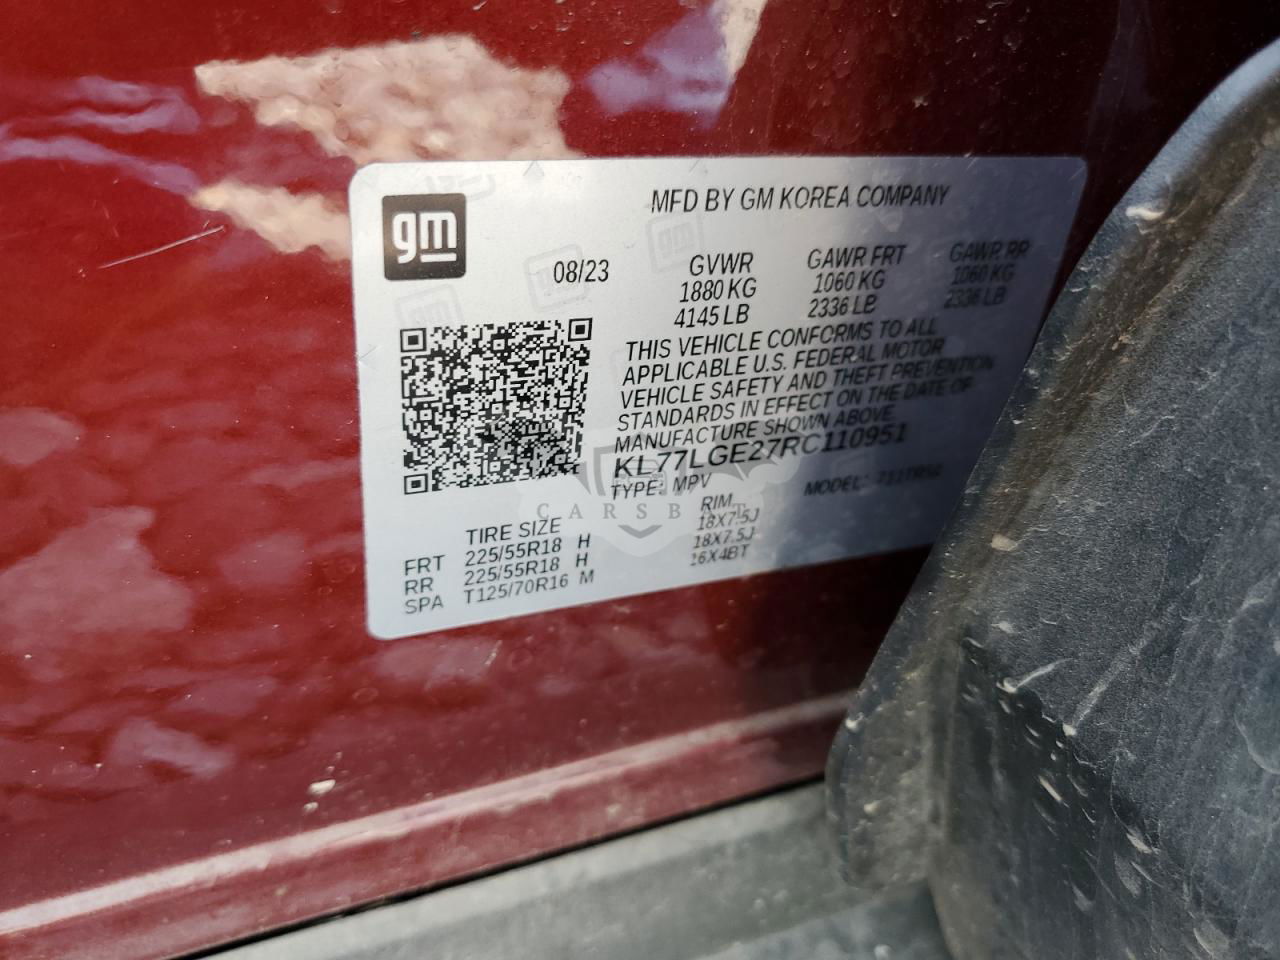 gm
MFD BY GM KOREA COMPANY
08/23
GVWR GAWR FRT GAWR RR
1880 KG 1060 KG 1060 KG
4145 LB 2336 LB 2336 LB
THIS VEHICLE CONFORMS TO ALL
APPLICABLE U.S. FEDERAL MOTOR
VEHICLE SAFETY AND THEFT PREVENTION
STANDARDS IN EFFECT ON THE DATE OF
MANUFACTURE SHOWN ABOVE.
KL77LGE27RC110951
TYPE: MPV MODEL:
CARSBAT
TIRE SIZE RIM
FRT 225/55R18 H 18X7.5J
RR 225/55R18 H 18X7.5J
SPA T125/70R16 M 16X4BT